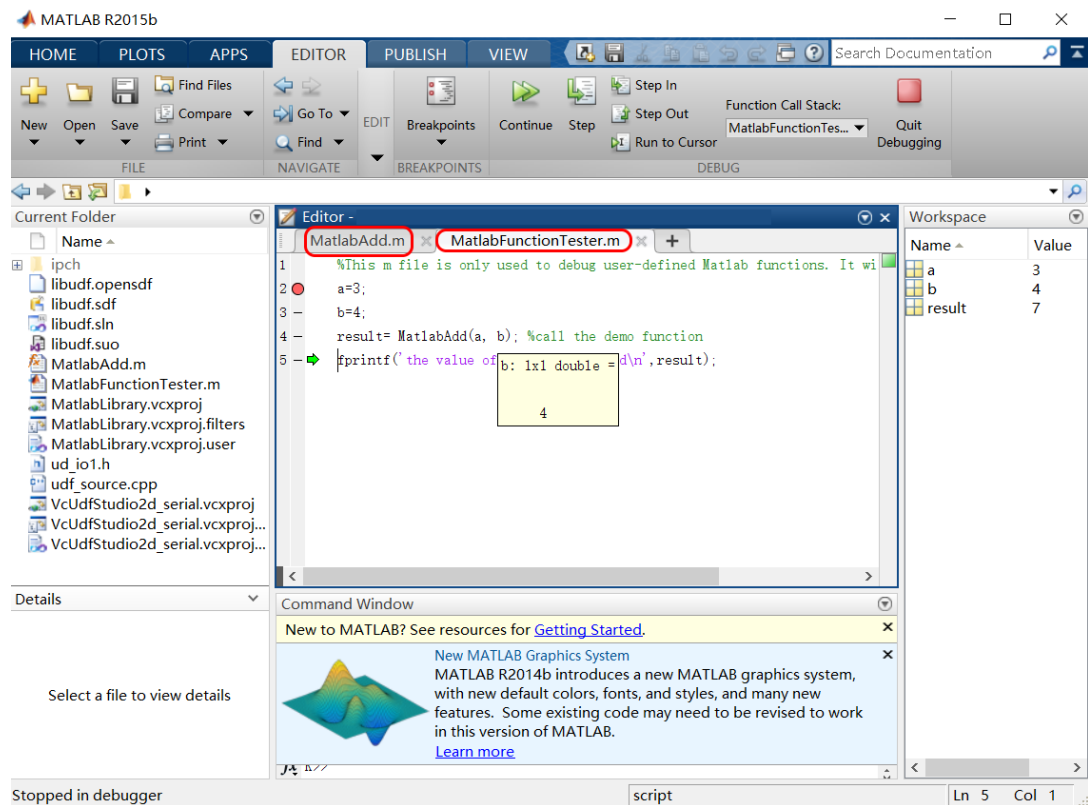 MATLAB R2015b
HOME PLOTS APPS EDITOR PUBLISH VIEW Search Documentation
New Open Save Find Files Compare Print
FILE
Go To Find
NAVIGATE
EDIT
Breakpoints
BREAKPOINTS
Continue Step Step In Step Out Run to Cursor
Function Call Stack:
MatlabFunctionTes...
Quit Debugging
DEBUG
Current Folder
Name
ipch
libudf.opensdf
libudf.sdf
libudf.sln
libudf.suo
MatlabAdd.m
MatlabFunctionTester.m
MatlabLibrary.vcxproj
MatlabLibrary.vcxproj.filters
MatlabLibrary.vcxproj.user
ud_io1.h
udf_source.cpp
VcUdfStudio2d_serial.vcxproj
VcUdfStudio2d_serial.vcxproj...
VcUdfStudio2d_serial.vcxproj...
Details
Select a file to view details
Editor -
MatlabAdd.m MatlabFunctionTester.m +
1 %This m file is only used to debug user-defined Matlab functions. It wi
2 a=3;
3 – b=4;
4 – result= MatlabAdd(a, b); %call the demo function
5 – fprintf('the value of d\n',result);
b: 1x1 double =
4
Command Window
New to MATLAB? See resources for Getting Started.
New MATLAB Graphics System
MATLAB R2014b introduces a new MATLAB graphics system,
with new default colors, fonts, and styles, and many new
features. Some existing code may need to be revised to work
in this version of MATLAB.
Learn more
Workspace
Name Value
a 3
b 4
result 7
Stopped in debugger script Ln 5 Col 1